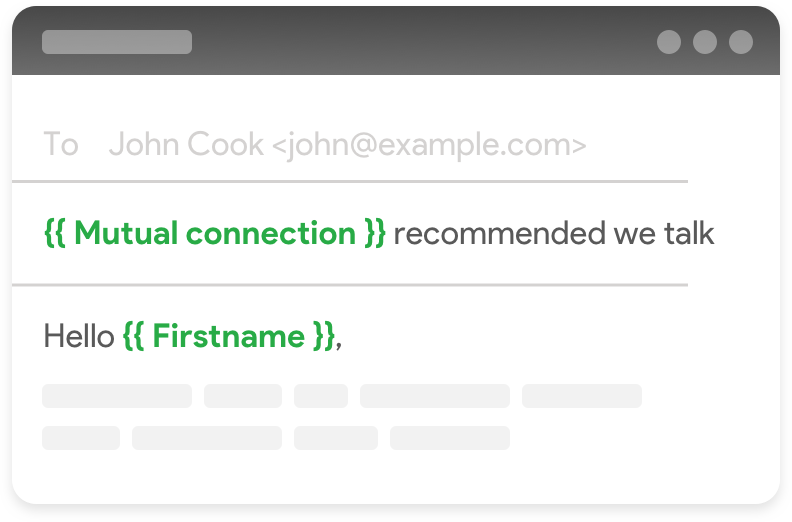 To John Cook <john@example.com>
{{ Mutual connection }} recommended we talk
Hello {{ Firstname }},